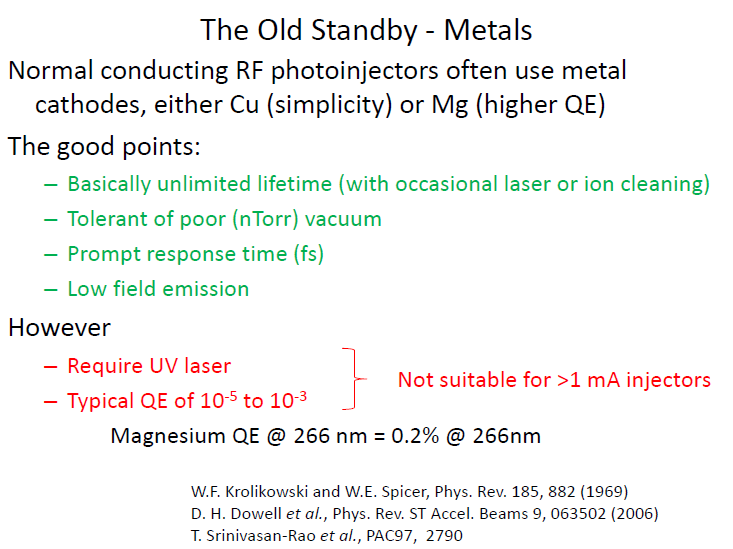 The Old Standby - Metals
Normal conducting RF photoinjectors often use metal
cathodes, either Cu (simplicity) or Mg (higher QE)
The good points:
– Basically unlimited lifetime (with occasional laser or ion cleaning)
– Tolerant of poor (nTorr) vacuum
– Prompt response time (fs)
– Low field emission
However
– Require UV laser
– Typical QE of 10⁻⁵ to 10⁻³
Not suitable for >1 mA injectors
Magnesium QE @ 266 nm = 0.2% @ 266nm
W.F. Krolikowski and W.E. Spicer, Phys. Rev. 185, 882 (1969)
D. H. Dowell et al., Phys. Rev. ST Accel. Beams 9, 063502 (2006)
T. Srinivasan-Rao et al., PAC97, 2790